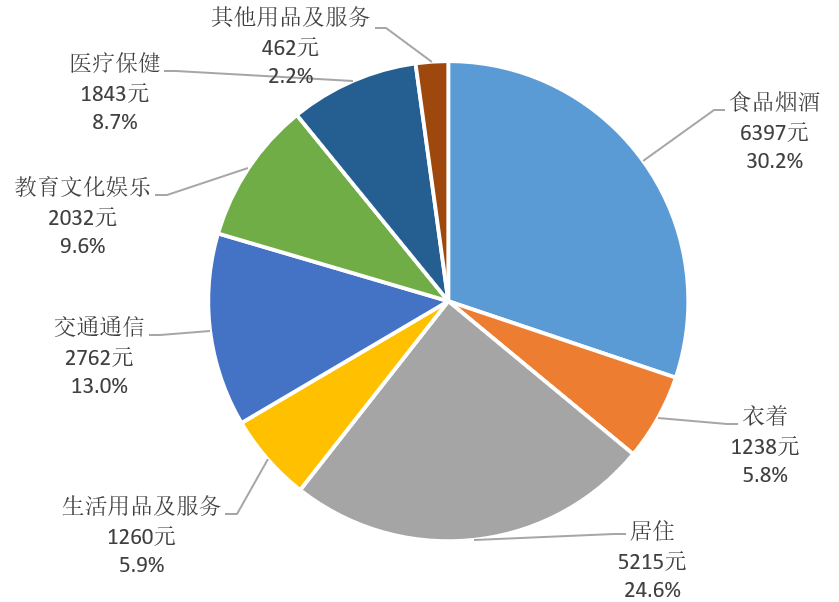 其他用品及服务
462元
2.2%
医疗保健
1843元
8.7%
食品烟酒
6397元
30.2%
教育文化娱乐
2032元
9.6%
交通通信
2762元
13.0%
衣着
1238元
5.8%
生活用品及服务
1260元
5.9%
居住
5215元
24.6%